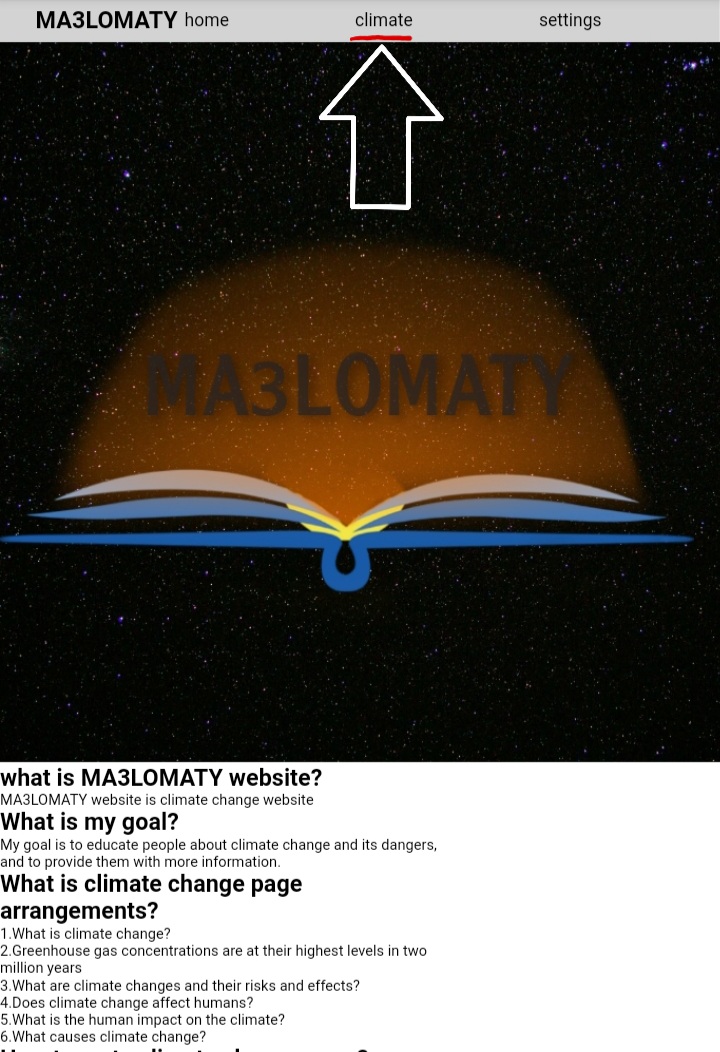 MA3LOMATY home climate settings
MA3LOMATY
what is MA3LOMATY website?
MA3LOMATY website is climate change website
What is my goal?
My goal is to educate people about climate change and its dangers,
and to provide them with more information.
What is climate change page
arrangements?
1.What is climate change?
2.Greenhouse gas concentrations are at their highest levels in two
million years
3.What are climate changes and their risks and effects?
4.Does climate change affect humans?
5.What is the human impact on the climate?
6.What causes climate change?